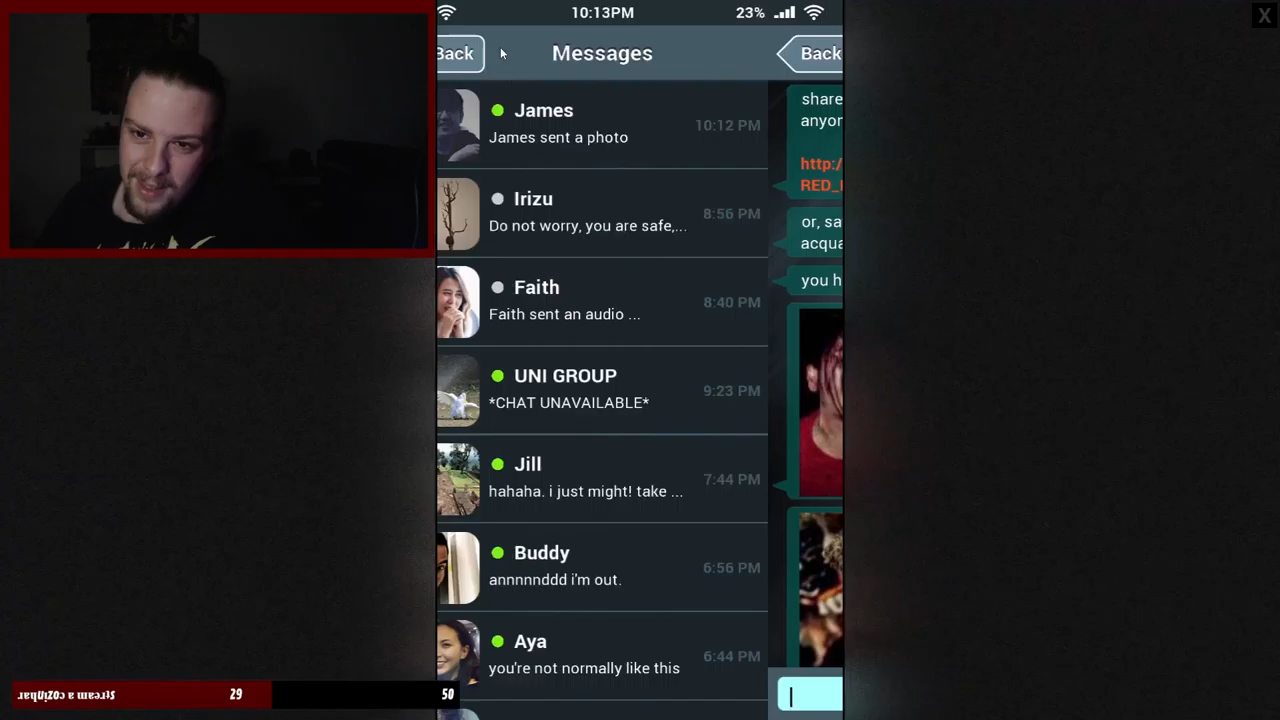 10:13PM
23%
X
Back
Messages
Back
James
James sent a photo
10:12 PM
Irizu
Do not worry, you are safe,...
8:56 PM
Faith
Faith sent an audio ...
8:40 PM
UNI GROUP
*CHAT UNAVAILABLE*
9:23 PM
Jill
hahaha. i just might! take ...
7:44 PM
Buddy
annnnnddd i'm out.
6:56 PM
Aya
you're not normally like this
6:44 PM
share
anyon
http:/
RED_
or, sa
acqua
you h
29
50